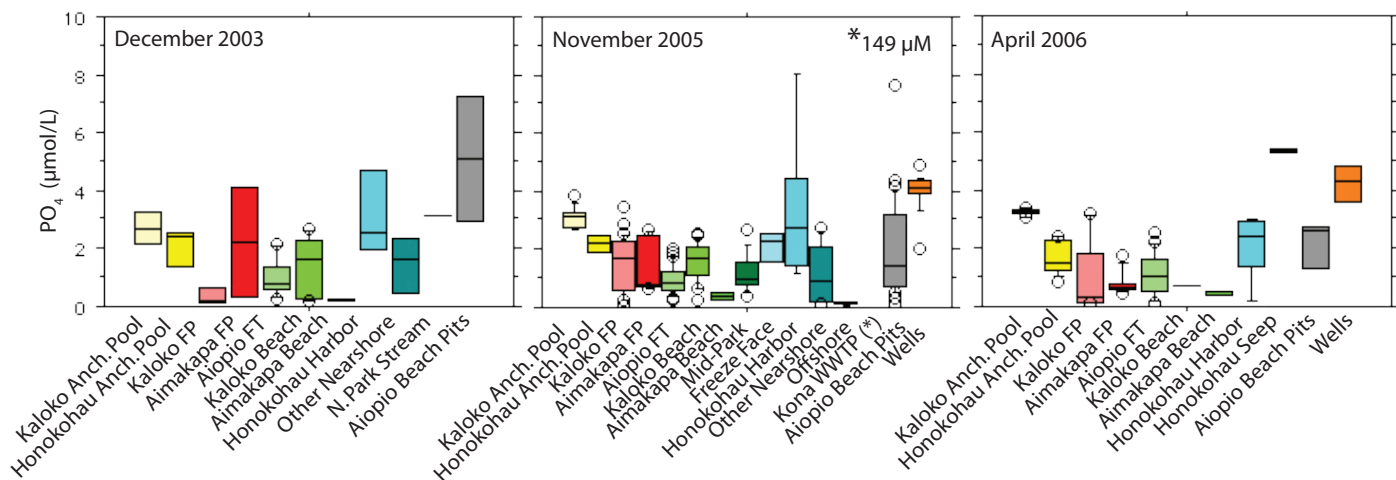 December 2003
November 2005
*149 µM
April 2006
PO4 (µmol/L)
10
8
6
4
2
0
Kaloko Anch. Pool
Honokohau Anch. Pool
Kaloko FP
Aimakapa FP
Aiopio FT
Kaloko Beach
Aimakapa Beach
Honokohau Harbor
Other Nearshore
N. Park Stream
Aiopio Beach Pits
Kaloko Anch. Pool
Honokohau Anch. Pool
Kaloko FP
Aimakapa FP
Aiopio FT
Kaloko Beach
Aimakapa Beach
Mid-Park
Freeze Face
Honokohau Harbor
Other Nearshore
Offshore
Kona WWTP (*)
Aiopio Beach Pits
Wells
Kaloko Anch. Pool
Honokohau Anch. Pool
Kaloko FP
Aimakapa FP
Aiopio FT
Kaloko Beach
Aimakapa Beach
Honokohau Harbor
Honokohau Seep
Aiopio Beach Pits
Wells